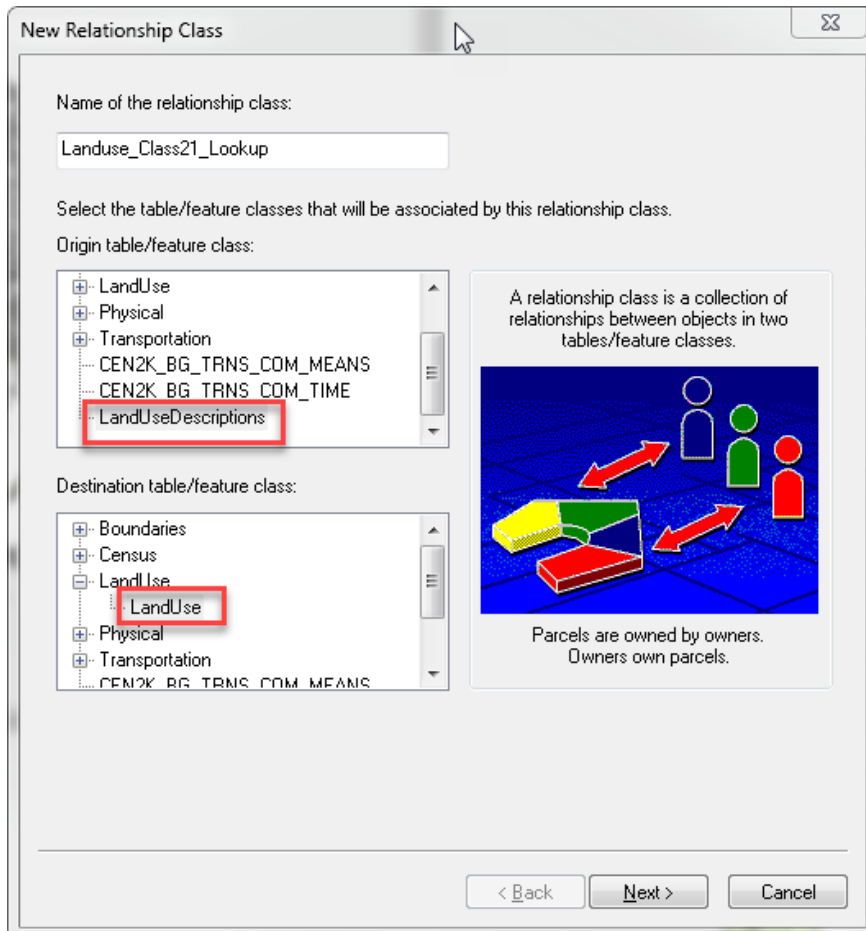 New Relationship Class
Name of the relationship class:
Landuse_Class21_Lookup
Select the table/feature classes that will be associated by this relationship class.
Origin table/feature class:
LandUse
Physical
Transportation
CEN2K_BG_TRNS_COM_MEANS
CEN2K_BG_TRNS_COM_TIME
LandUseDescriptions
A relationship class is a collection of
relationships between objects in two
tables/feature classes.
Destination table/feature class:
Boundaries
Census
LandUse
LandUse
Physical
Transportation
CEN2K_BG_TRNS_COM_MEANS
Parcels are owned by owners.
Owners own parcels.
< Back
Next >
Cancel